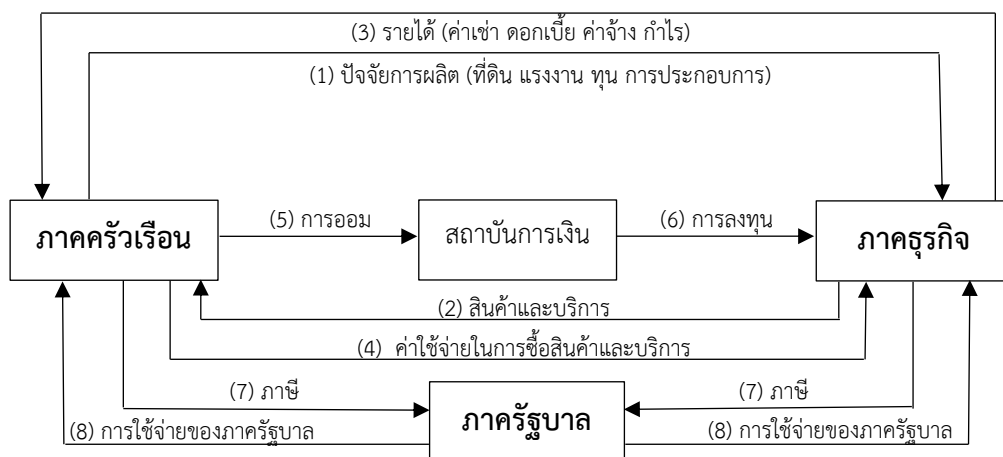 (3) รายได้ (ค่าเช่า ดอกเบี้ย ค่าจ้าง กำไร)
(1) ปัจจัยการผลิต (ที่ดิน แรงงาน ทุน การประกอบการ)
ภาคครัวเรือน
(5) การออม
สถาบันการเงิน
(6) การลงทุน
ภาคธุรกิจ
(2) สินค้าและบริการ
(4) ค่าใช้จ่ายในการซื้อสินค้าและบริการ
(7) ภาษี
ภาครัฐบาล
(7) ภาษี
(8) การใช้จ่ายของภาครัฐบาล
(8) การใช้จ่ายของภาครัฐบาล